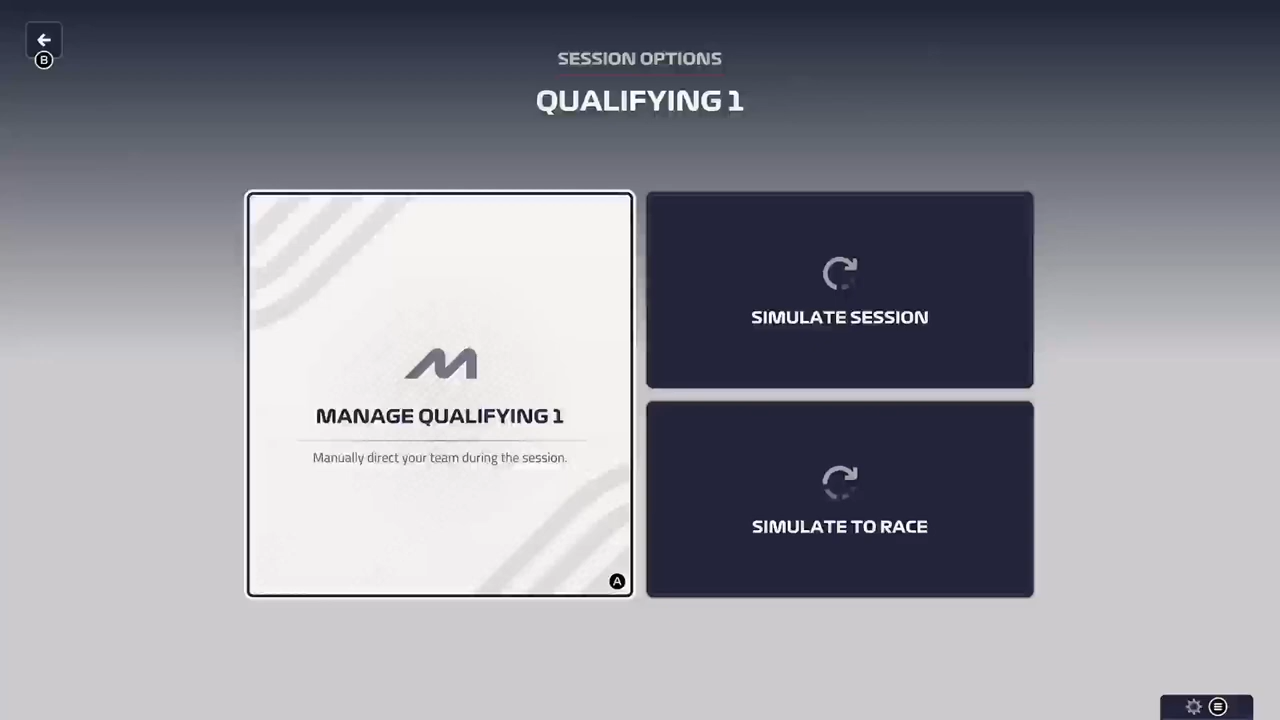 B
SESSION OPTIONS
QUALIFYING 1
MANAGE QUALIFYING 1
Manually direct your team during the session.
A
SIMULATE SESSION
SIMULATE TO RACE